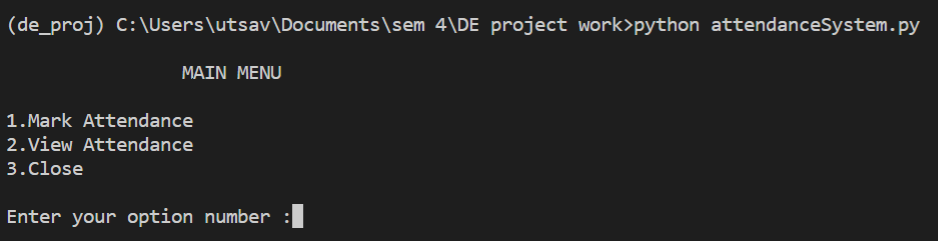 (de_proj) C:\Users\utsav\Documents\sem 4\DE project work>python attendanceSystem.py
MAIN MENU
1.Mark Attendance
2.View Attendance
3.Close
Enter your option number :